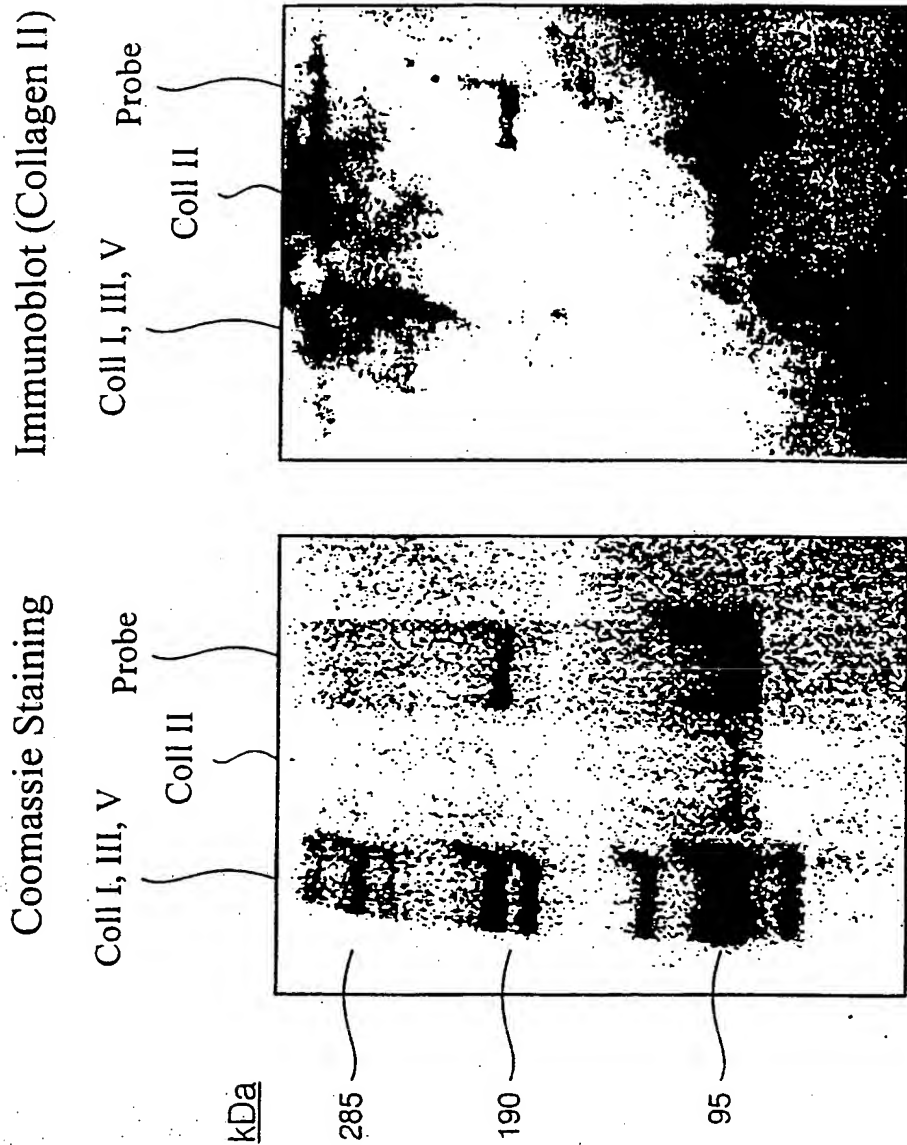 Coomassie Staining
Coll I, III, V
Coll II
Probe
kDa
285
190
95
Immunoblot (Collagen II)
Coll I, III, V
Coll II
Probe